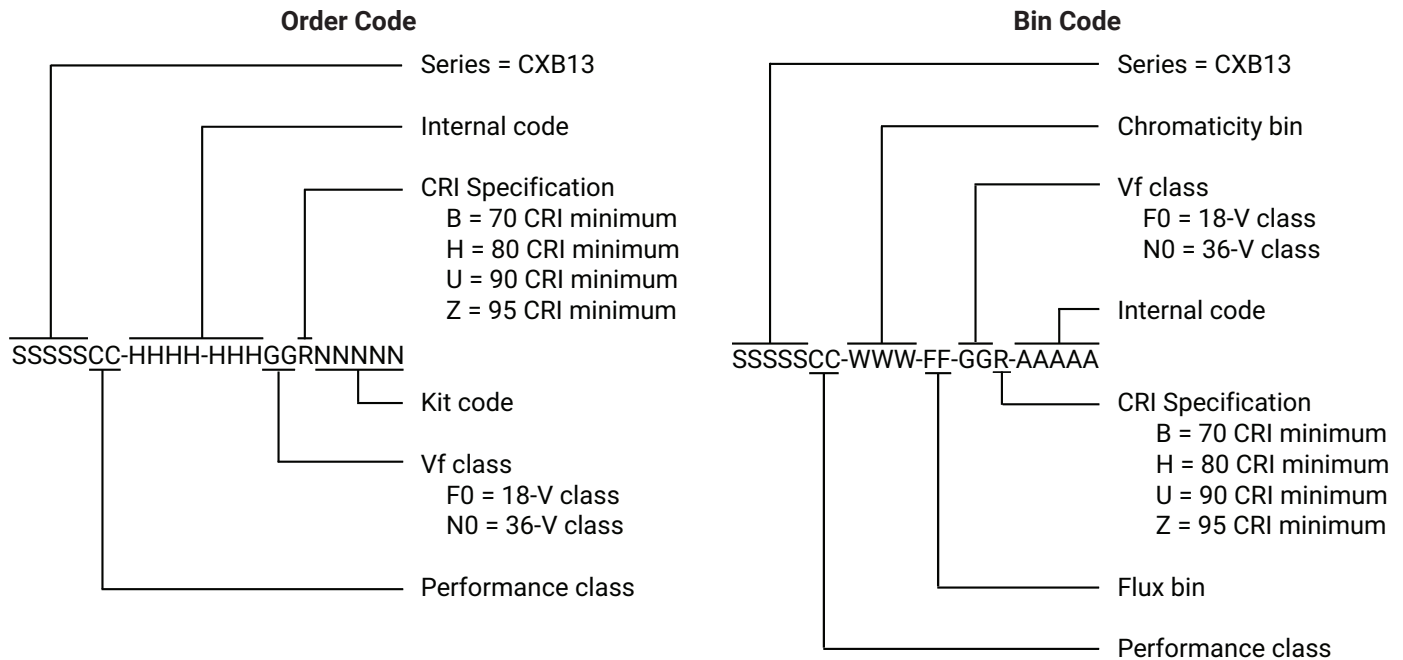 Order Code
Series = CXB13
Internal code
CRI Specification
B = 70 CRI minimum
H = 80 CRI minimum
U = 90 CRI minimum
Z = 95 CRI minimum
SSSSSCC-HHHH-HHHGGRNNNNN
Kit code
Vf class
F0 = 18-V class
N0 = 36-V class
Performance class
Bin Code
Series = CXB13
Chromaticity bin
Vf class
F0 = 18-V class
N0 = 36-V class
Internal code
SSSSSCC-WWW-FF-GGR-AAAAA
CRI Specification
B = 70 CRI minimum
H = 80 CRI minimum
U = 90 CRI minimum
Z = 95 CRI minimum
Flux bin
Performance class